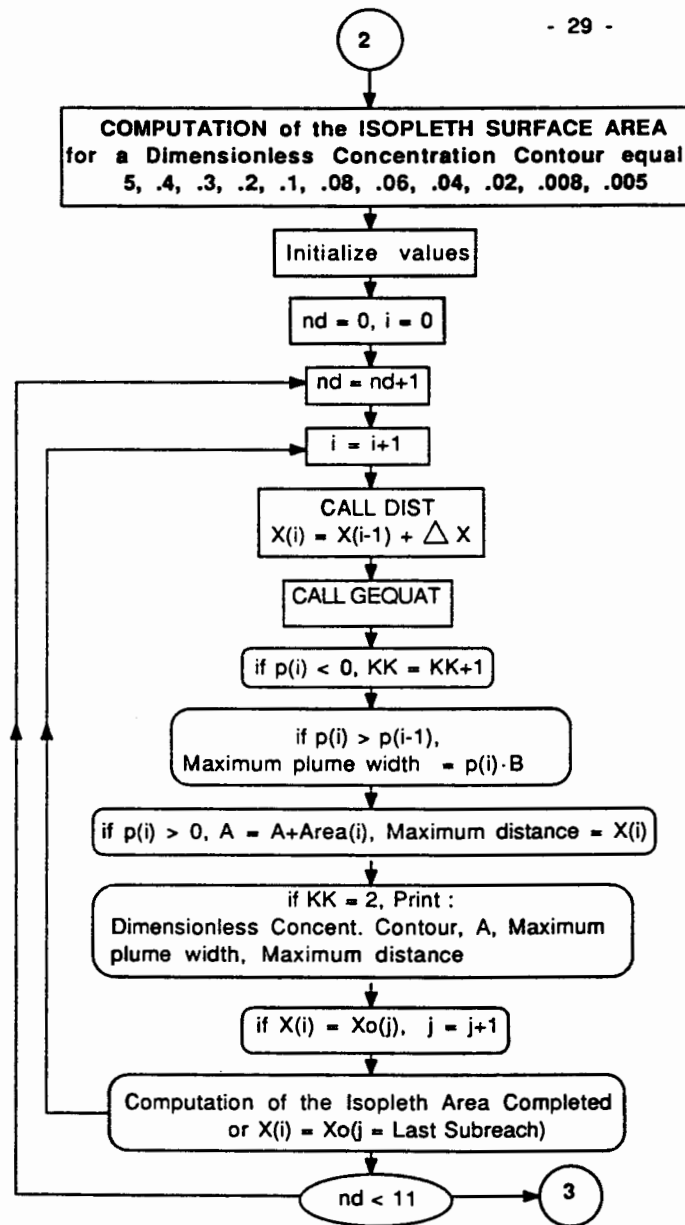 - 29 -
2
COMPUTATION of the ISOPLETH SURFACE AREA
for a Dimensionless Concentration Contour equal
5, .4, .3, .2, .1, .08, .06, .04, .02, .008, .005
Initialize values
nd = 0, i = 0
nd = nd+1
i = i+1
CALL DIST
X(i) = X(i-1) + △ X
CALL GEQUAT
if p(i) < 0, KK = KK+1
if p(i) > p(i-1),
Maximum plume width = p(i)·B
if p(i) > 0, A = A+Area(i), Maximum distance = X(i)
if KK = 2, Print :
Dimensionless Concent. Contour, A, Maximum
plume width, Maximum distance
if X(i) = Xo(j), j = j+1
Computation of the Isopleth Area Completed
or X(i) = Xo(j = Last Subreach)
nd < 11
3